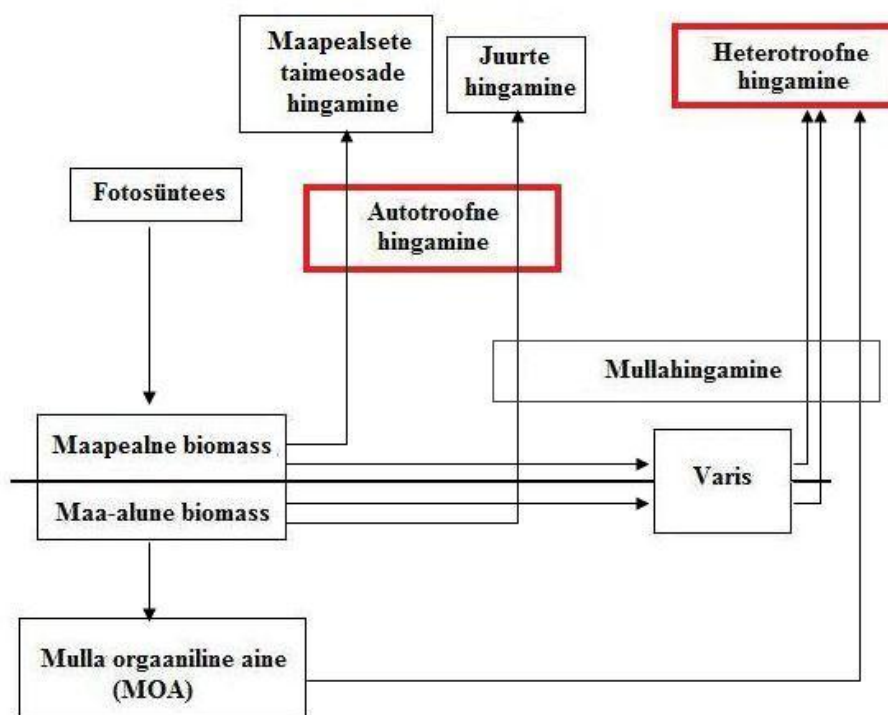 Maapealsete
taimeosade
hingamine
Juurte
hingamine
Heterotroofne
hingamine
Fotosüntees
Autotroofne
hingamine
Mullahingamine
Maapealne biomass
Varis
Maa-alune biomass
Mulla orgaaniline aine
(MOA)